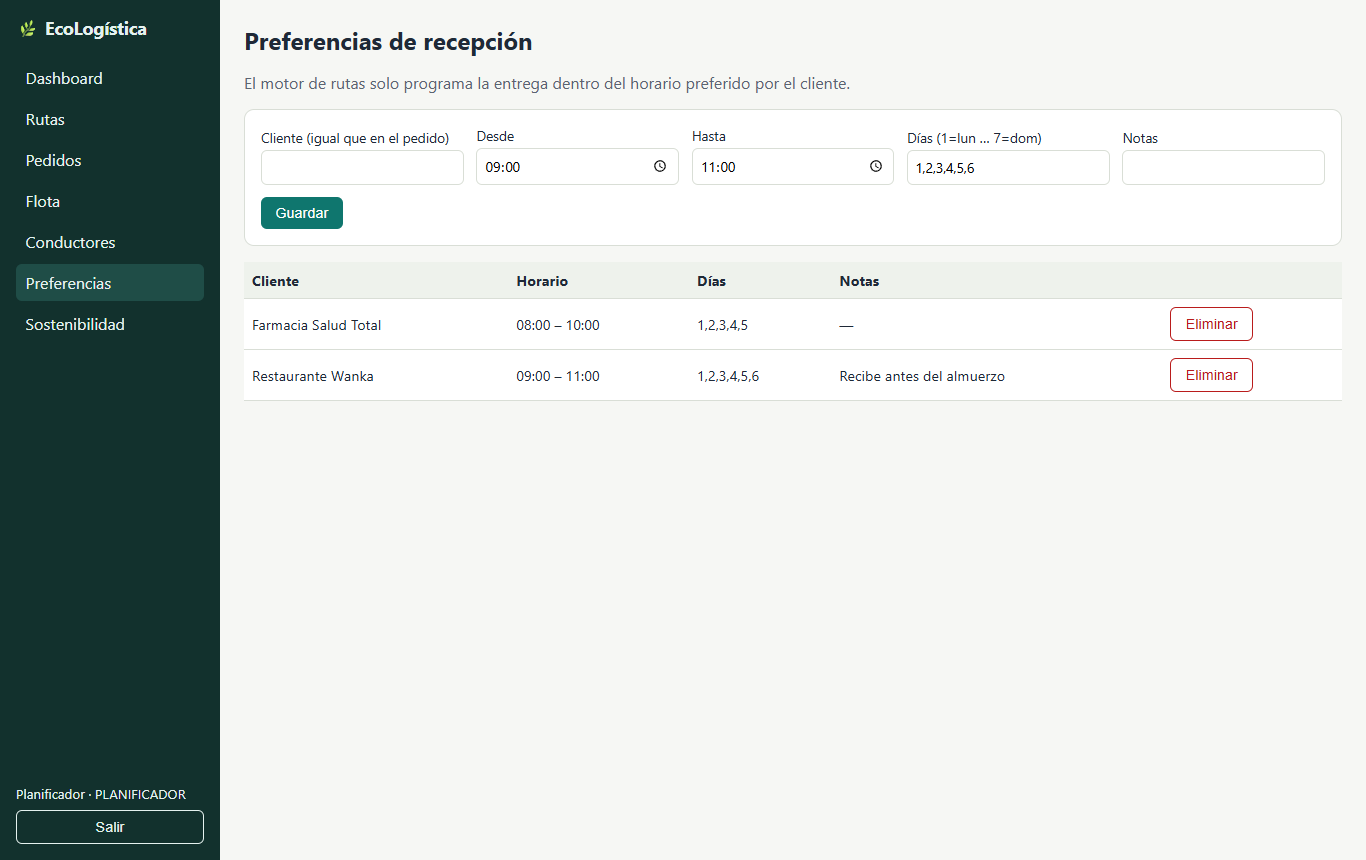 EcoLogística
Dashboard
Rutas
Pedidos
Flota
Conductores
Preferencias
Sostenibilidad
Planificador · PLANIFICADOR
Salir
Preferencias de recepción
El motor de rutas solo programa la entrega dentro del horario preferido por el cliente.
Cliente (igual que en el pedido) Desde Hasta Días (1=lun ... 7=dom) Notas
09:00 11:00 1,2,3,4,5,6
Guardar
Cliente Horario Días Notas
Farmacia Salud Total 08:00 – 10:00 1,2,3,4,5 — Eliminar
Restaurante Wanka 09:00 – 11:00 1,2,3,4,5,6 Recibe antes del almuerzo Eliminar